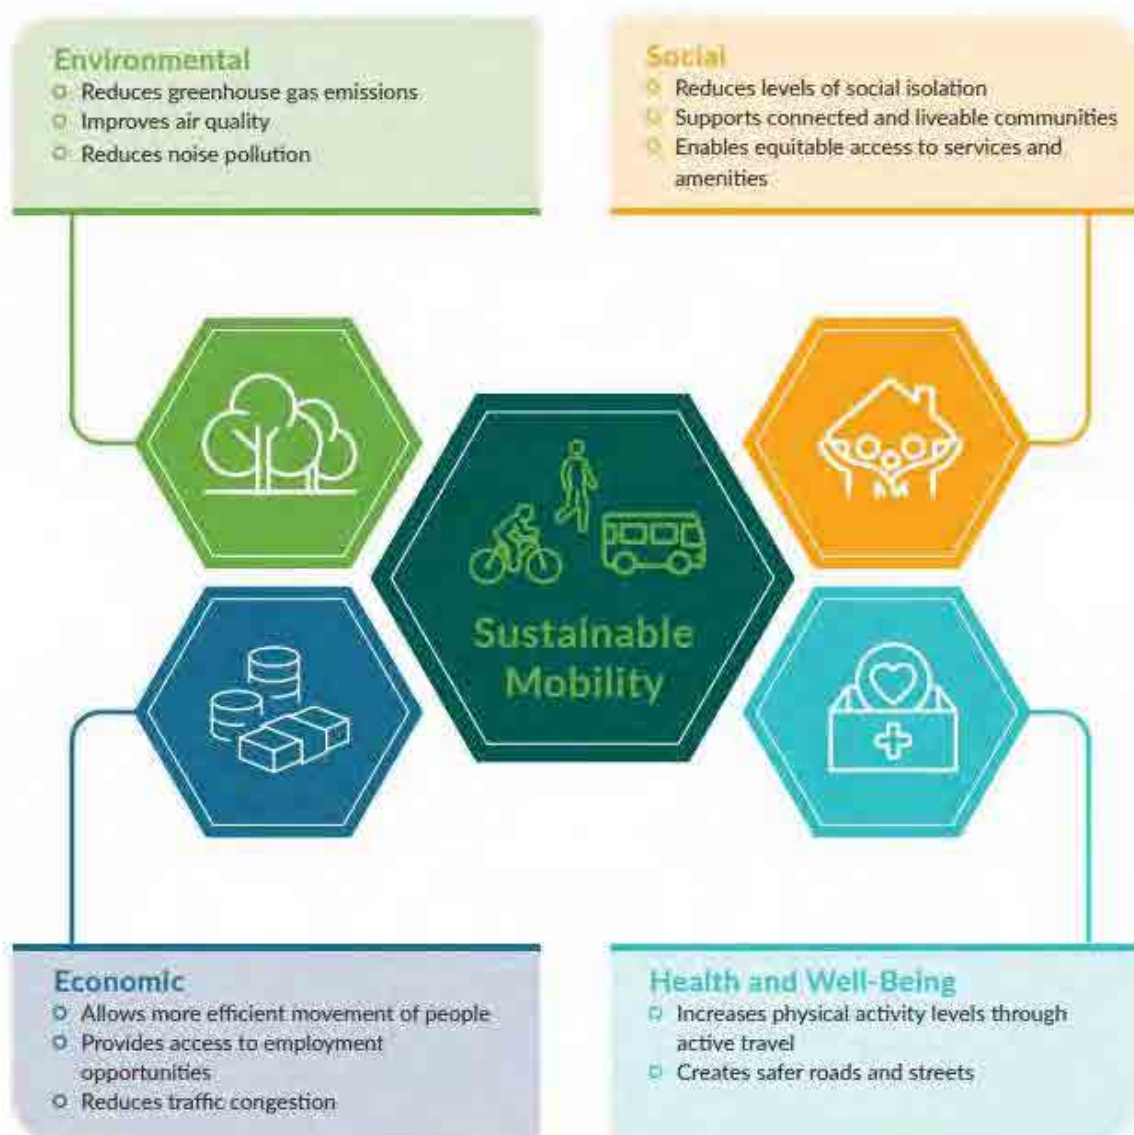 Environmental
Reduces greenhouse gas emissions
Improves air quality
Reduces noise pollution
Social
Reduces levels of social isolation
Supports connected and liveable communities
Enables equitable access to services and
amenities
Sustainable
Mobility
Economic
Allows more efficient movement of people
Provides access to employment
opportunities
Reduces traffic congestion
Health and Well-Being
Increases physical activity levels through
active travel
Creates safer roads and streets